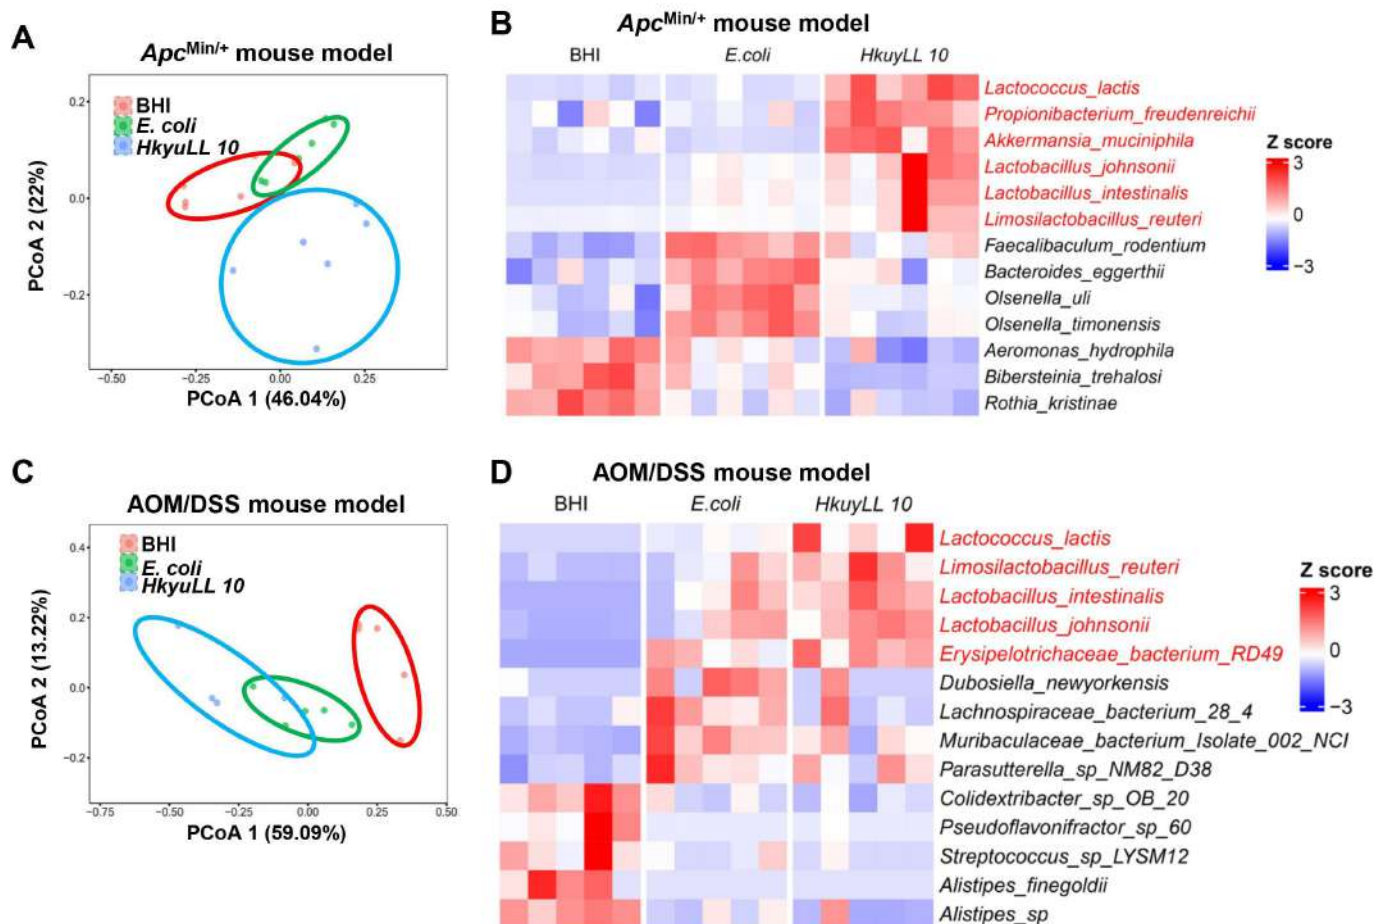 A
Apc^Min/+ mouse model
BHI
E. coli
HkyuLL 10
0.2
0.0
−0.2
PCoA 2 (22%)
−0.50
−0.25
0.00
0.25
PCoA 1 (46.04%)
B
Apc^Min/+ mouse model
BHI
E.coli
HkuyLL 10
Lactococcus_lactis
Propionibacterium_freudenreichii
Akkermansia_muciniphila
Lactobacillus_johnsonii
Lactobacillus_intestinalis
Limosilactobacillus_reuteri
Faecalibaculum_rodentium
Bacteroides_eggerthii
Olsenella_uli
Olsenella_timonensis
Aeromonas_hydrophila
Bibersteinia_trehalosi
Rothia_kristinae
Z score
3
0
−3
C
AOM/DSS mouse model
BHI
E. coli
HkyuLL 10
0.4
0.2
0.0
−0.2
PCoA 2 (13.22%)
−0.75
−0.50
−0.25
0.00
0.25
0.50
PCoA 1 (59.09%)
D
AOM/DSS mouse model
BHI
E.coli
HkuyLL 10
Lactococcus_lactis
Limosilactobacillus_reuteri
Lactobacillus_intestinalis
Lactobacillus_johnsonii
Erysipelotrichaceae_bacterium_RD49
Dubosiella_newyorkensis
Lachnospiraceae_bacterium_28_4
Muribaculaceae_bacterium_Isolate_002_NCI
Parasutterella_sp_NM82_D38
Colidextribacter_sp_OB_20
Pseudoflavonifractor_sp_60
Streptococcus_sp_LYSM12
Alistipes_finegoldii
Alistipes_sp
Z score
3
0
−3